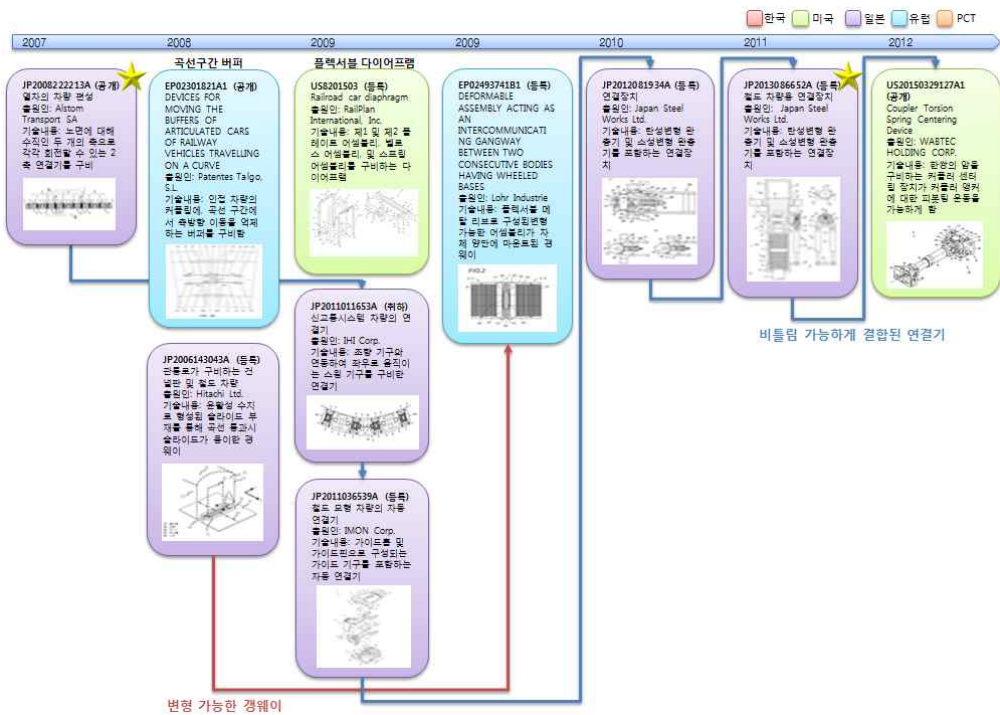 한국 미국 일본 유럽 PCT
2007 2008 2009 2009 2010 2011 2012
곡선구간 버퍼
플렉서블 다이어프램
JP2008222213A (공개)
열차의 차량 편성
출원인: Alstom
Transport SA
기술내용: 노면에 대해
수직인 두 개의 축으로
각각 회전할 수 있는 2
축 연결기를 구비
EP02301821A1 (공개)
DEVICES FOR
MOVING THE
BUFFERS OF
ARTICULATED CARS
OF RAILWAY
VEHICLES TRAVELLING
ON A CURVE
출원인: Patentes Talgo,
S.L.
기술내용: 인접 차량의
커플링에, 곡선 구간에
서 측방향 이동을 억제
하는 버퍼를 구비함
US8201503 (등록)
Railroad car diaphragm
출원인: RailPlan
International, Inc.
기술내용: 제1 및 제2 플
레이트 어셈블리, 벨로
스 어셈블리, 및 스프링
어셈블리를 구비하는 다
이어프램
EP02493741B1 (등록)
DEFORMABLE
ASSEMBLY ACTING AS
AN
INTERCOMMUNICATI
NG GANGWAY
BETWEEN TWO
CONSECUTIVE BODIES
HAVING WHEELED
BASES
출원인: Lohr Industrie
기술내용: 플렉서블 메
탈 리브로 구성된변형
가능한 어셈블리가 차
체 양단에 마운트된 갱
웨이
FIG.2
JP2012081934A (등록)
연결장치
출원인: Japan Steel
Works Ltd.
기술내용: 탄성변형 완
충기 및 소성변형 완충
기를 포함하는 연결장
치
JP2013086652A (등록)
철도 차량용 연결장치
출원인: Japan Steel
Works Ltd.
기술내용: 탄성변형 완
충기 및 소성변형 완충
기를 포함하는 연결장
치
US20150329127A1
(공개)
Coupler Torsion
Spring Centering
Device
출원인: WABTEC
HOLDING CORP.
기술내용: 한쌍의 암을
구비하는 커플러 센터
링 장치가 커플러 앵커
에 대한 피봇팅 운동을
가능하게 함
비틀림 가능하게 결합된 연결기
JP2011011653A (취하)
신교통시스템 차량의 연
결기
출원인: IHI Corp.
기술내용: 조향 기구와
연동하여 좌우로 움직이
는 스윙 기구를 구비한
연결기
JP2006143043A (등록)
관통로가 구비하는 건
널판 및 철도 차량
출원인: Hitachi Ltd.
기술내용: 윤활성 수지
로 형성된 슬라이드 부
재를 통해 곡선 통과시
슬라이드가 용이한 갱
웨이
JP2011036539A (등록)
철도 모형 차량의 자동
연결기
출원인: IMON Corp.
기술내용: 가이드홈 및
가이드핀으로 구성되는
가이드 기구를 포함하는
자동 연결기
변형 가능한 갱웨이